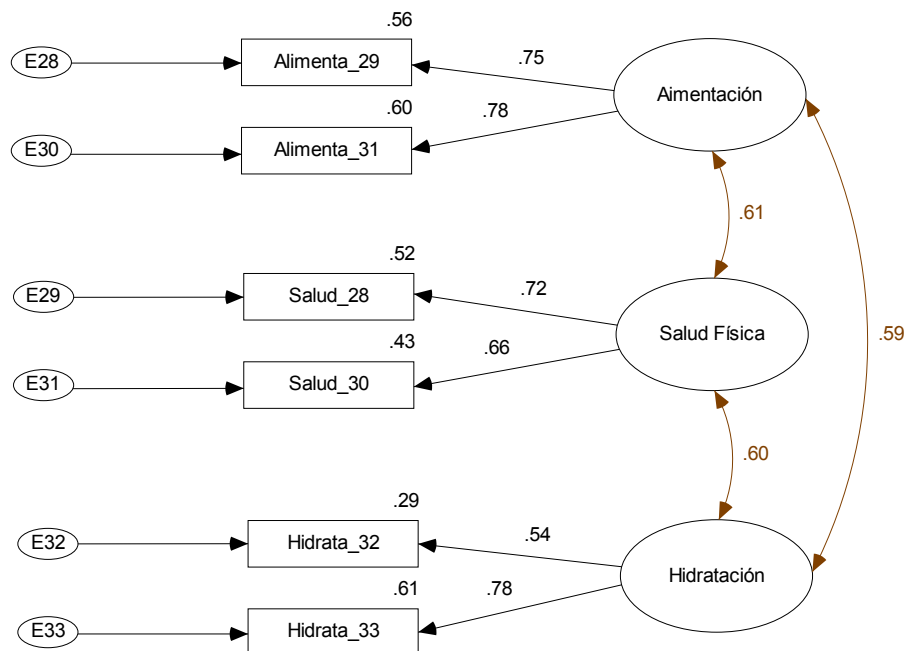 .56
E28
Alimenta_29
.75
Aimentación
.60
.78
E30
Alimenta_31
.61
.52
E29
Salud_28
.72
Salud Física
.59
.43
.66
E31
Salud_30
.60
.29
E32
Hidrata_32
.54
Hidratación
.61
.78
E33
Hidrata_33